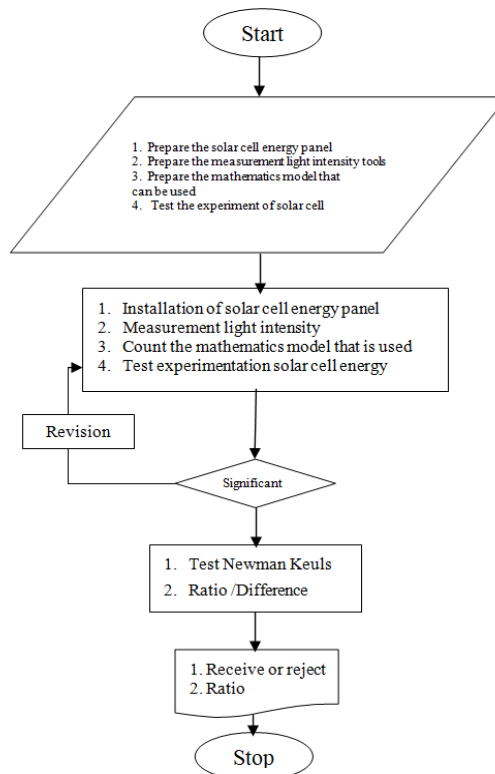 Start
1. Prepare the solar cell energy panel
2. Prepare the measurement light intensity tools
3. Prepare the mathematics model that
can be used
4. Test the experiment of solar cell
1. Installation of solar cell energy panel
2. Measurement light intensity
3. Count the mathematics model that is used
4. Test experimentation solar cell energy
Revision
Significant
1. Test Newman Keuls
2. Ratio /Difference
1. Receive or reject
2. Ratio
Stop